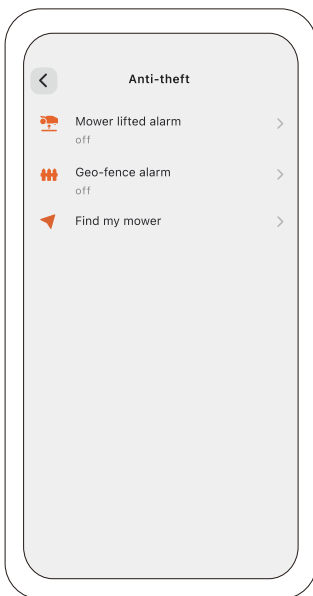 Anti-theft
Mower lifted alarm
off
Geo-fence alarm
off
Find my mower